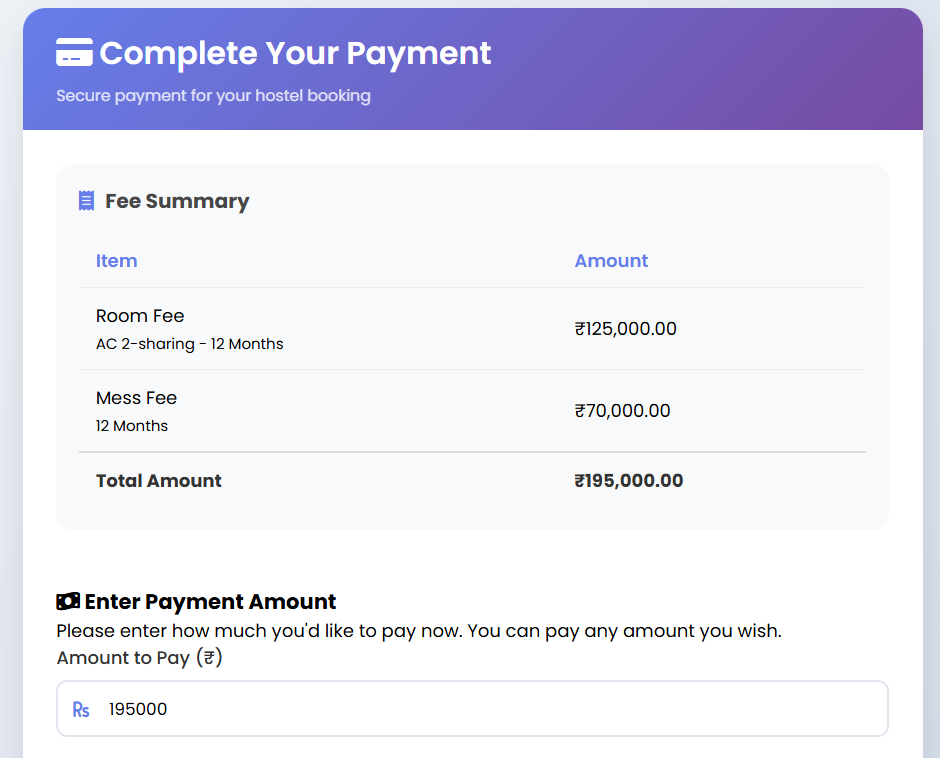 Complete Your Payment
Secure payment for your hostel booking
Fee Summary
Item Amount
Room Fee
AC 2-sharing - 12 Months
₹125,000.00
Mess Fee
12 Months
₹70,000.00
Total Amount ₹195,000.00
Enter Payment Amount
Please enter how much you'd like to pay now. You can pay any amount you wish.
Amount to Pay (₹)
Rs 195000